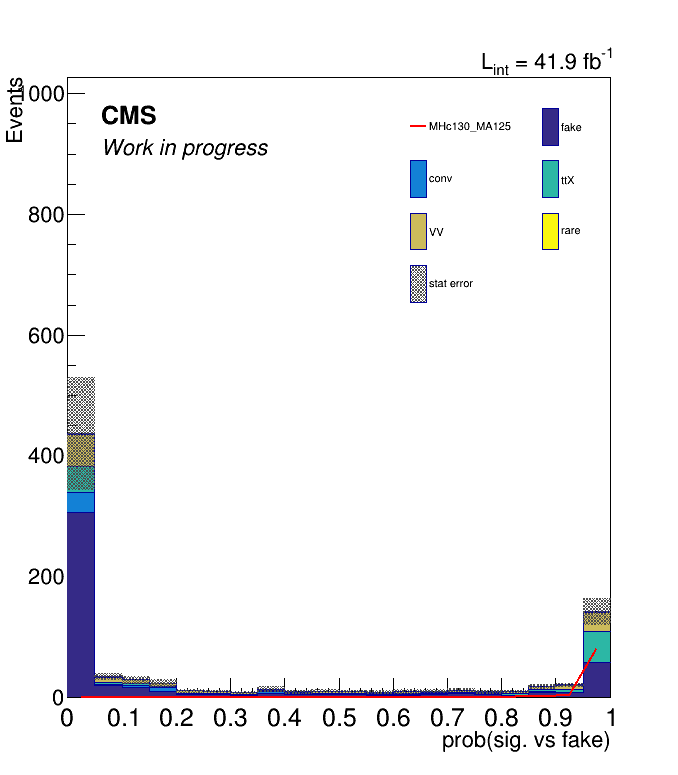 L_int = 41.9 fb^-1
Events
1000
800
600
400
200
0
CMS
Work in progress
MHc130_MA125
fake
conv
ttX
VV
rare
stat error
0 0.1 0.2 0.3 0.4 0.5 0.6 0.7 0.8 0.9 1
prob(sig. vs fake)